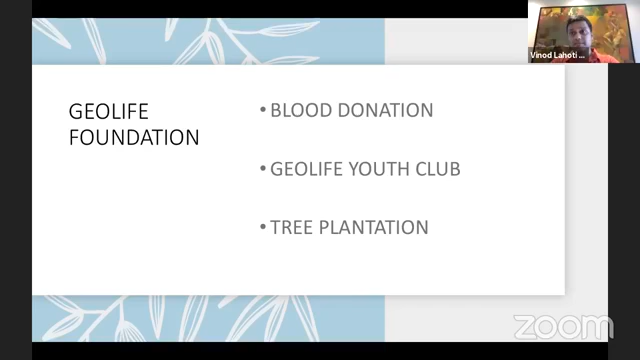 Vinod Lahoti ...
GEOLIFE
FOUNDATION
• BLOOD DONATION
• GEOLIFE YOUTH CLUB
• TREE PLANTATION
zoom